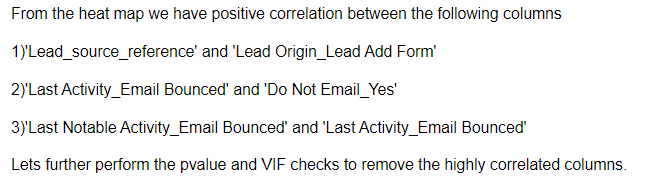 From the heat map we have positive correlation between the following columns
1)'Lead_source_reference' and 'Lead Origin_Lead Add Form'
2)'Last Activity_Email Bounced' and 'Do Not Email_Yes'
3)'Last Notable Activity_Email Bounced' and 'Last Activity_Email Bounced'
Lets further perform the pvalue and VIF checks to remove the highly correlated columns.